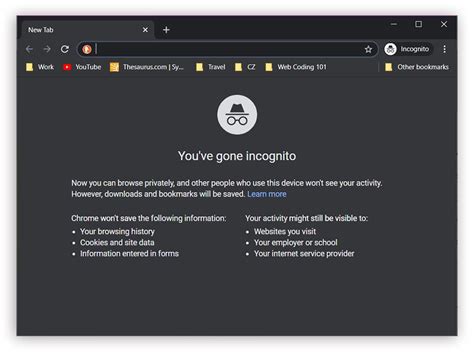 New Tab
Incognito
Work YouTube Thesaurus.com | Sy... Travel CZ Web Coding 101 Other bookmarks
You've gone incognito
Now you can browse privately, and other people who use this device won't see your activity.
However, downloads and bookmarks will be saved. Learn more
Chrome won't save the following information:
• Your browsing history
• Cookies and site data
• Information entered in forms
Your activity might still be visible to:
• Websites you visit
• Your employer or school
• Your internet service provider